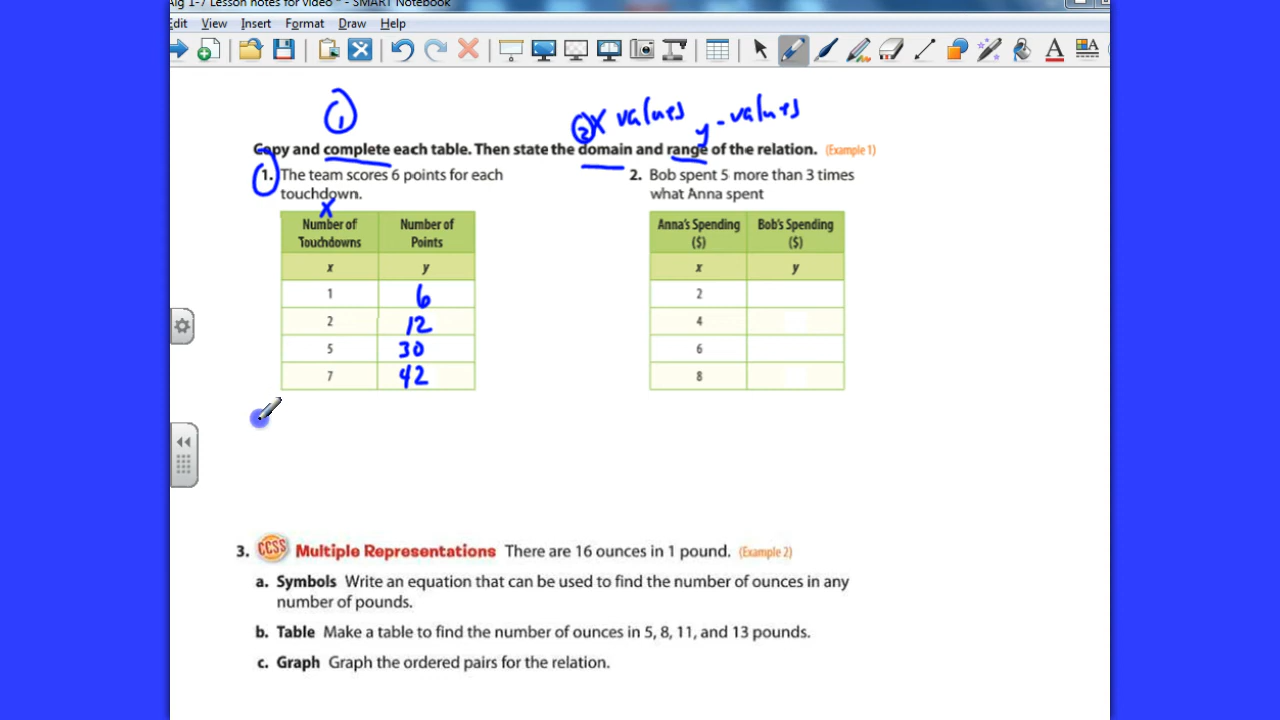 Alg 1-7 Lesson notes for video * - SMART Notebook
Edit View Insert Format Draw Help
1
2 x values y - values
Copy and complete each table. Then state the domain and range of the relation. (Example 1)
1. The team scores 6 points for each
touchdown.
x
Number of
Touchdowns
Number of
Points
x y
1 6
2 12
5 30
7 42
2. Bob spent 5 more than 3 times
what Anna spent
Anna's Spending
($)
Bob's Spending
($)
x y
2
4
6
8
3. CCSS Multiple Representations There are 16 ounces in 1 pound. (Example 2)
a. Symbols Write an equation that can be used to find the number of ounces in any
number of pounds.
b. Table Make a table to find the number of ounces in 5, 8, 11, and 13 pounds.
c. Graph Graph the ordered pairs for the relation.